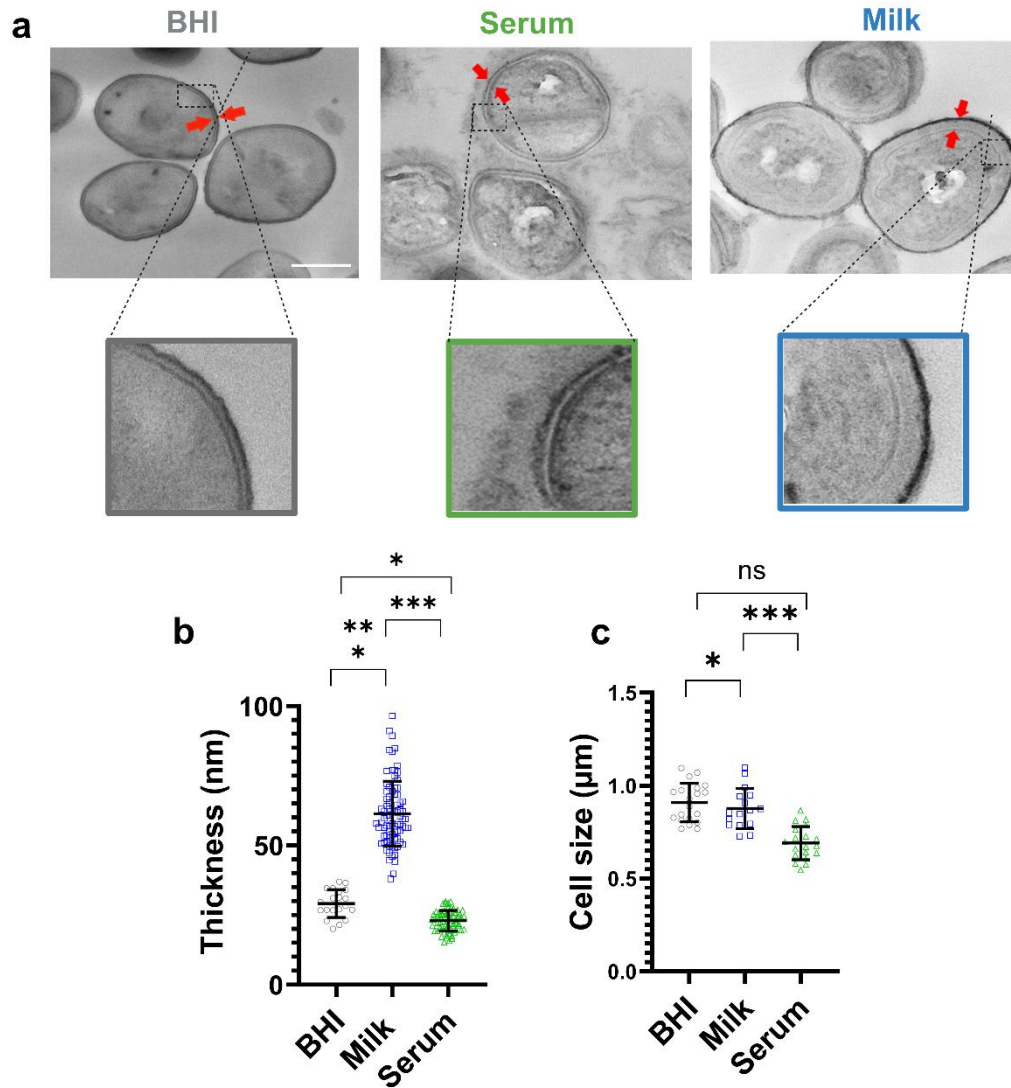 a
BHI
Serum
Milk
b
*
***
**
*
Thickness (nm)
100
50
0
BHI
Milk
Serum
c
ns
***
*
Cell size (µm)
1.5
1.0
0.5
0.0
BHI
Milk
Serum